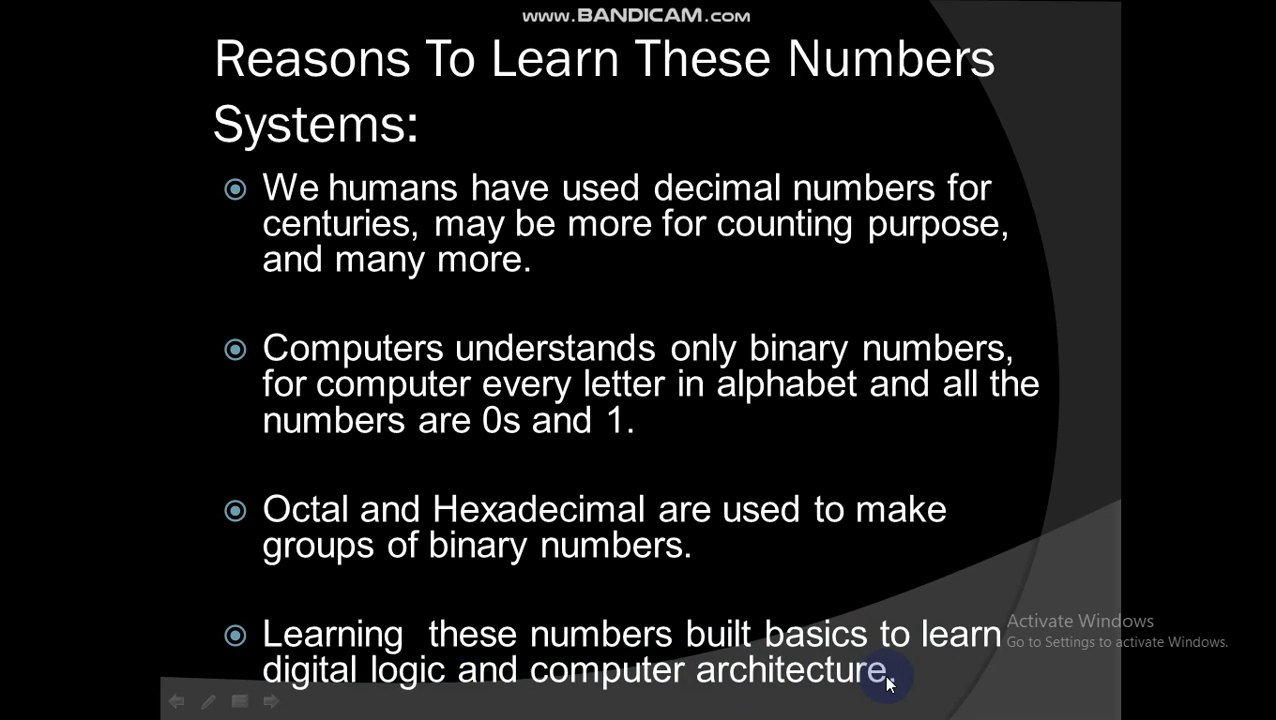 www.BANDICAM.com
Reasons To Learn These Numbers
Systems:
We humans have used decimal numbers for
centuries, may be more for counting purpose,
and many more.
Computers understands only binary numbers,
for computer every letter in alphabet and all the
numbers are 0s and 1.
Octal and Hexadecimal are used to make
groups of binary numbers.
Learning these numbers built basics to learn
digital logic and computer architecture.
Activate Windows
Go to Settings to activate Windows.